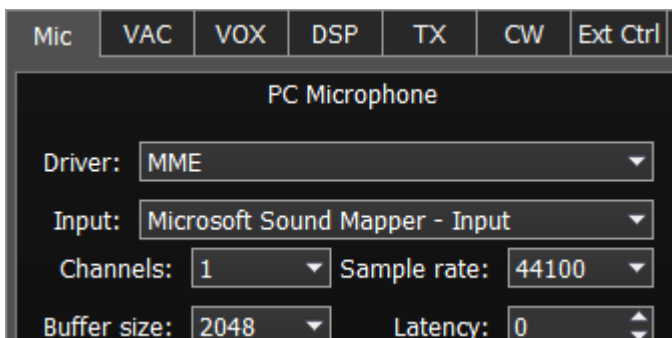 Mic VAC VOX DSP TX CW Ext Ctrl
PC Microphone
Driver: MME
Input: Microsoft Sound Mapper - Input
Channels: 1 Sample rate: 44100
Buffer size: 2048 Latency: 0